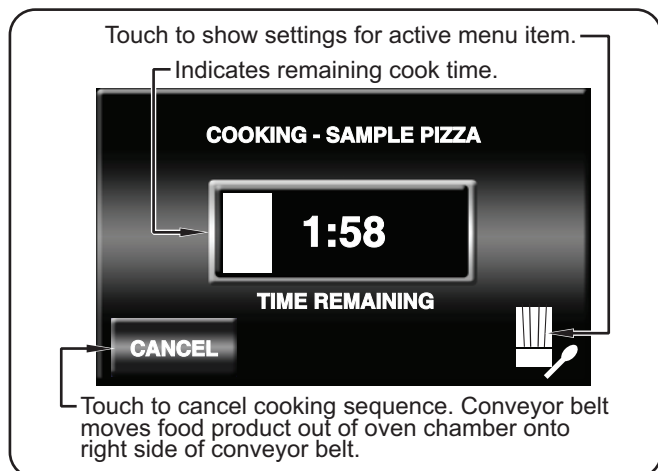 Touch to show settings for active menu item.
Indicates remaining cook time.
COOKING - SAMPLE PIZZA
1:58
TIME REMAINING
CANCEL
Touch to cancel cooking sequence. Conveyor belt
moves food product out of oven chamber onto
right side of conveyor belt.